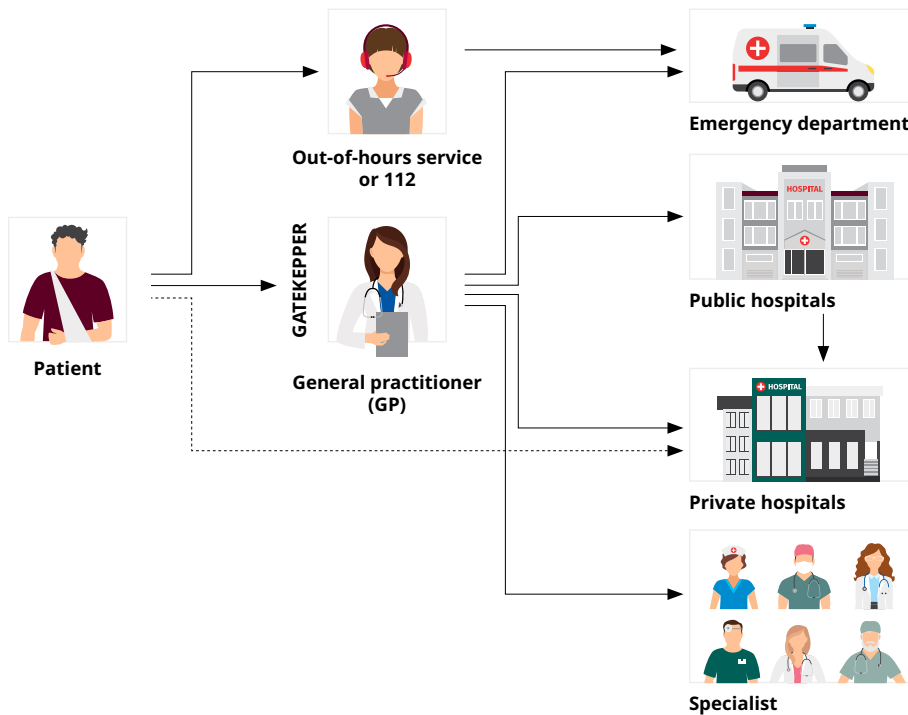 Out-of-hours service
or 112
Emergency department
HOSPITAL
Public hospitals
Patient
GATEKEPPER
General practitioner
(GP)
HOSPITAL
Private hospitals
Specialist